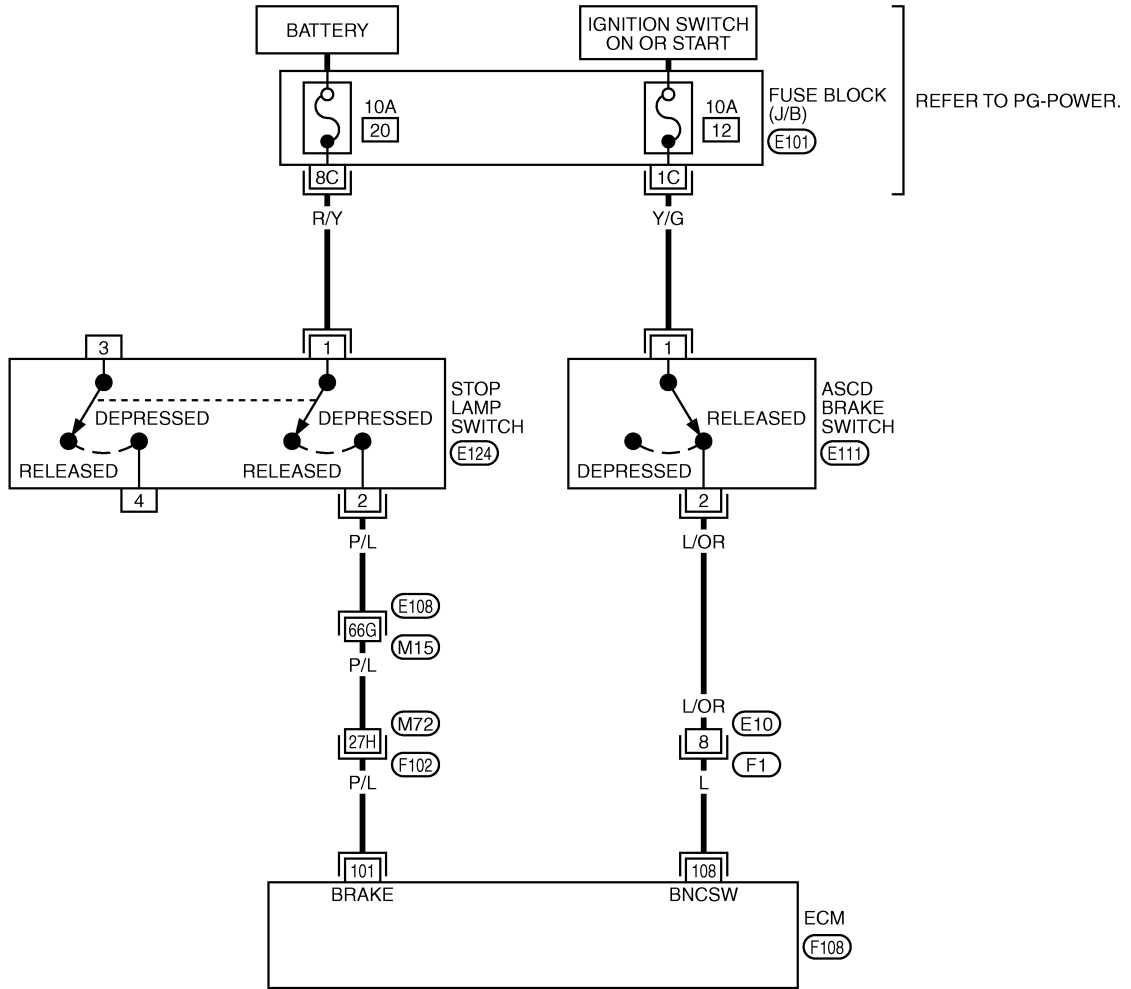 BATTERY
IGNITION SWITCH
ON OR START
10A
20
10A
12
FUSE BLOCK
(J/B)
E101
REFER TO PG-POWER.
8C
1C
R/Y
Y/G
3
1
1
DEPRESSED
DEPRESSED
RELEASED
RELEASED
STOP
LAMP
SWITCH
E124
RELEASED
DEPRESSED
ASCD
BRAKE
SWITCH
E111
4
2
2
P/L
L/OR
E108
66G
M15
P/L
L/OR
M72
27H
F102
E10
8
F1
P/L
L
101
108
BRAKE
BNCSW
ECM
F108